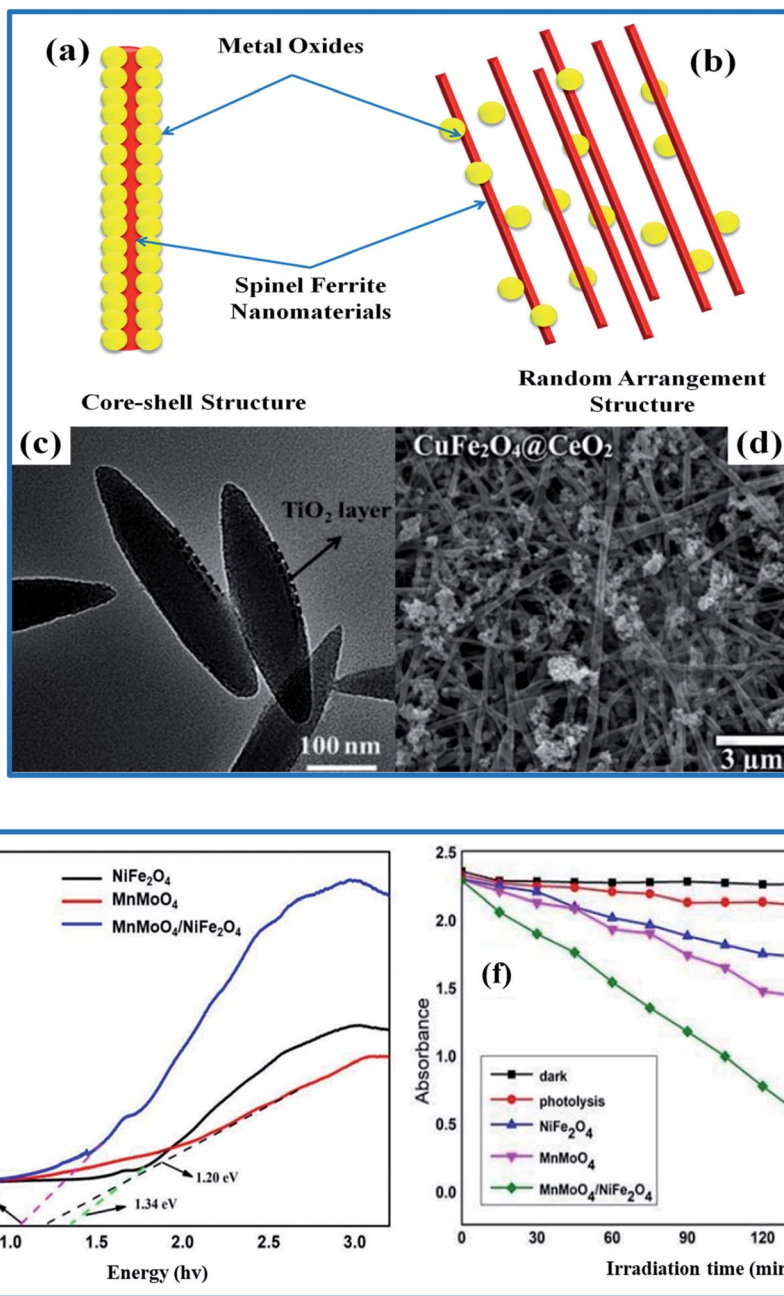 (a)
Metal Oxides
(b)
Spinel Ferrite
Nanomaterials
Core-shell Structure
Random Arrangement
Structure
(c)
TiO₂ layer
100 nm
CuFe₂O₄@CeO₂
(d)
3 µm
NiFe₂O₄
MnMoO₄
MnMoO₄/NiFe₂O₄
1.20 eV
1.34 eV
1.0
1.5
2.0
2.5
3.0
Energy (hv)
2.5
2.0
1.5
1.0
0.5
0.0
Absorbance
(f)
dark
photolysis
NiFe₂O₄
MnMoO₄
MnMoO₄/NiFe₂O₄
0
30
60
90
120
Irradiation time (min